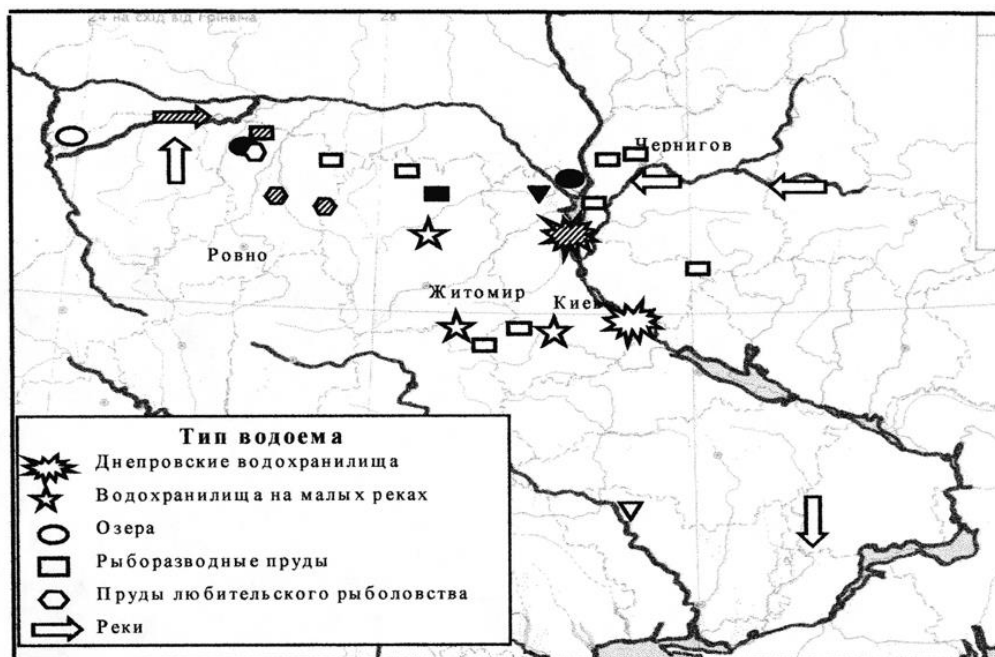 24 на схід від Грінвіча
28
32
Чернигов
Ровно
Житомир
Киев
Тип водоема
Днепровские водохранилища
Водохранилища на малых реках
Озера
Рыборазводные пруды
Пруды любительского рыболовства
Реки